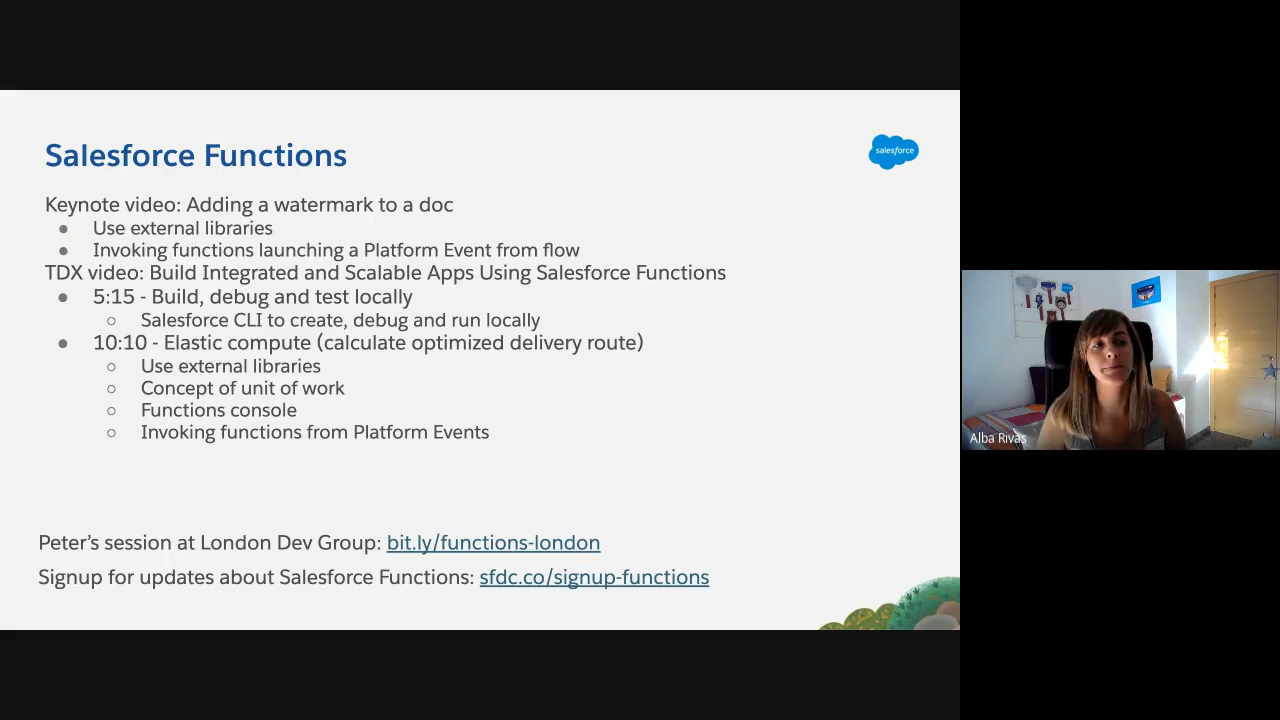 Salesforce Functions
salesforce
Keynote video: Adding a watermark to a doc
● Use external libraries
● Invoking functions launching a Platform Event from flow
TDX video: Build Integrated and Scalable Apps Using Salesforce Functions
● 5:15 - Build, debug and test locally
○ Salesforce CLI to create, debug and run locally
● 10:10 - Elastic compute (calculate optimized delivery route)
○ Use external libraries
○ Concept of unit of work
○ Functions console
○ Invoking functions from Platform Events
Peter’s session at London Dev Group: bit.ly/functions-london
Signup for updates about Salesforce Functions: sfdc.co/signup-functions
Alba Rivas